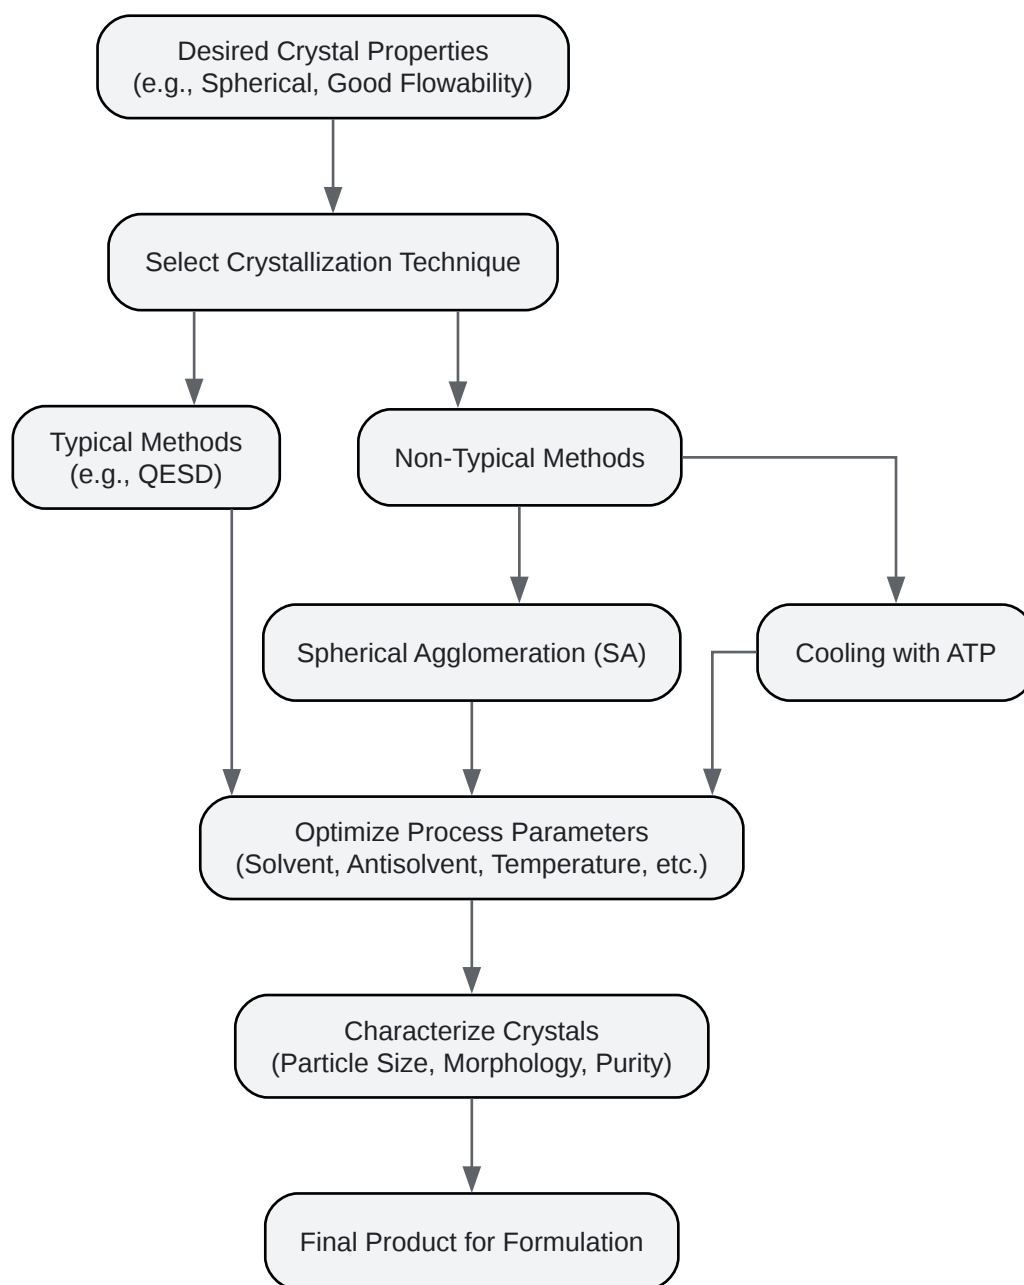 Desired Crystal Properties
(e.g., Spherical, Good Flowability)
Select Crystallization Technique
Typical Methods
(e.g., QESD)
Non-Typical Methods
Spherical Agglomeration (SA)
Cooling with ATP
Optimize Process Parameters
(Solvent, Antisolvent, Temperature, etc.)
Characterize Crystals
(Particle Size, Morphology, Purity)
Final Product for Formulation